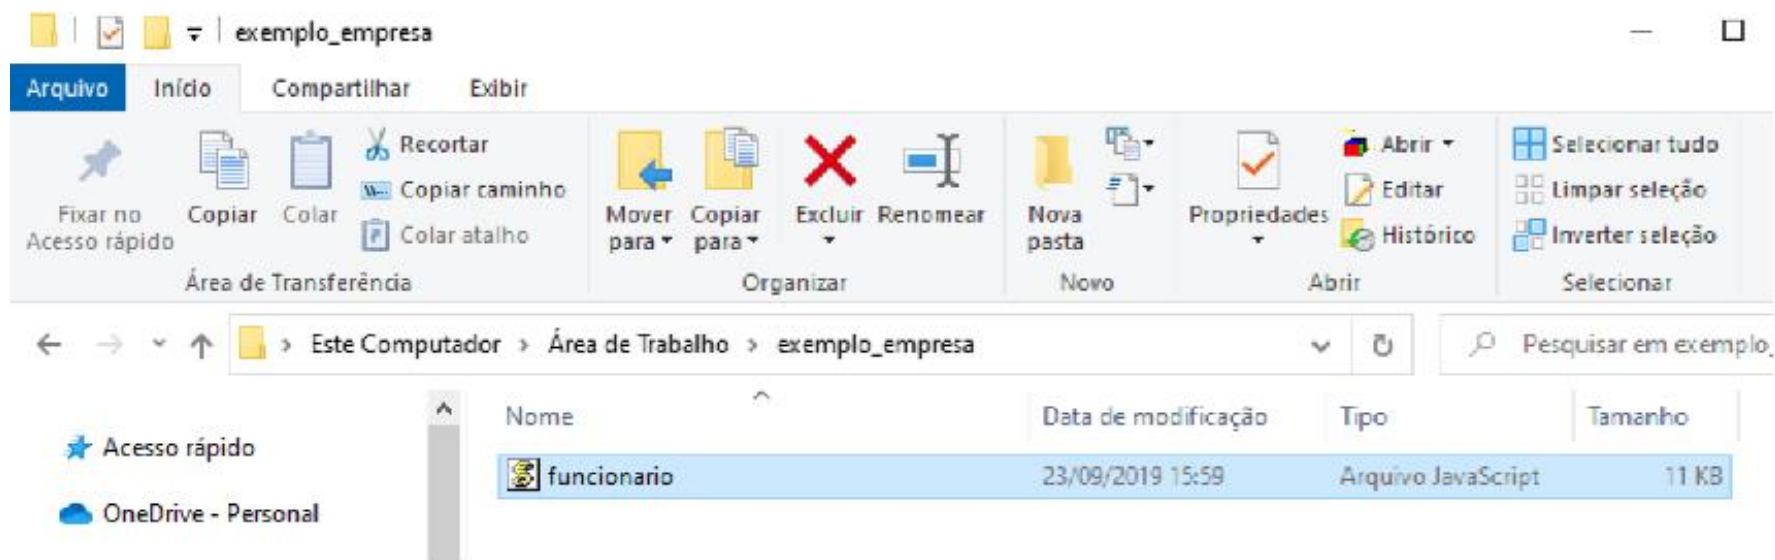 exemplo_empresa
Arquivo Início Compartilhar Exibir
Fixar no
Acesso rápido
Copiar
Colar
Recortar
Copiar caminho
Colar atalho
Área de Transferência
Mover
para
Copiar
para
Excluir
Renomear
Organizar
Nova
pasta
Novo
Propriedades
Abrir
Editar
Histórico
Abrir
Selecionar tudo
Limpar seleção
Inverter seleção
Selecionar
Este Computador > Área de Trabalho > exemplo_empresa
Pesquisar em exemplo_
Acesso rápido
OneDrive - Personal
Nome Data de modificação Tipo Tamanho
funcionario 23/09/2019 15:59 Arquivo JavaScript 11 KB